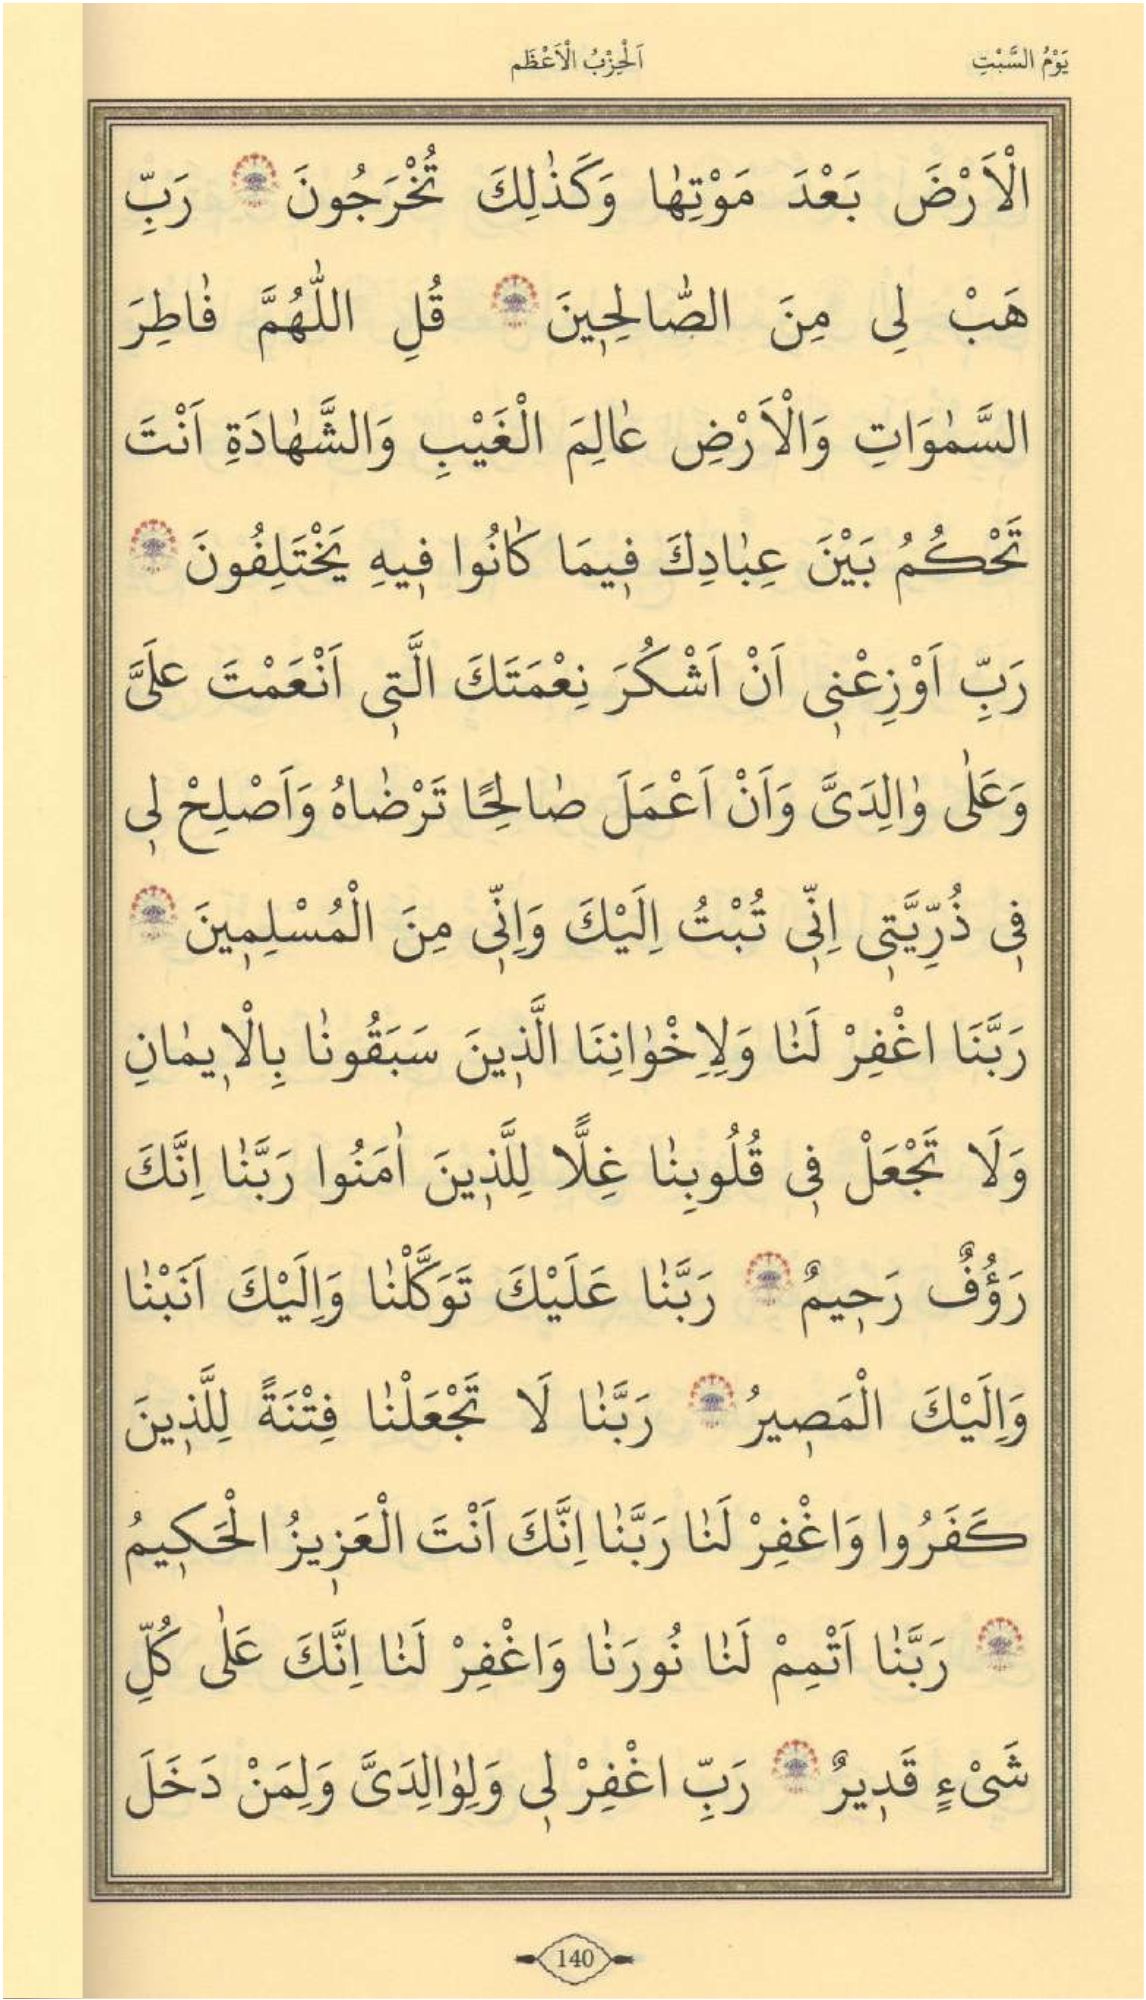 يَوْمُ السَّبْتِ
اَلْحِزْبُ الْاَعْظَم
الْاَرْضَ بَعْدَ مَوْتِهٰا وَكَذٰلِكَ تُخْرَجُونَ رَبِّ
هَبْ لِى مِنَ الصّٰالِحٖينَ قُلِ اللّٰهُمَّ فٰاطِرَ
السَّمٰوَاتِ وَالْاَرْضِ عٰالِمَ الْغَيْبِ وَالشَّهٰادَةِ اَنْتَ
تَحْكُمُ بَيْنَ عِبٰادِكَ فٖيمَا كٰانُوا فٖيهِ يَخْتَلِفُونَ
رَبِّ اَوْزِعْنٖى اَنْ اَشْكُرَ نِعْمَتَكَ الَّتٖى اَنْعَمْتَ عَلَىَّ
وَعَلٰى وٰالِدَىَّ وَاَنْ اَعْمَلَ صٰالِحًا تَرْضٰاهُ وَاَصْلِحْ لٖى
فٖى ذُرِّيَّتٖى اِنّٖى تُبْتُ اِلَيْكَ وَاِنّٖى مِنَ الْمُسْلِمٖينَ
رَبَّنَا اغْفِرْ لَنٰا وَلِاِخْوٰانِنَا الَّذٖينَ سَبَقُونٰا بِالْاٖيمٰانِ
وَلَا تَجْعَلْ فٖى قُلُوبِنٰا غِلًّا لِلَّذٖينَ اٰمَنُوا رَبَّنٰا اِنَّكَ
رَؤُفٌ رَحٖيمٌ رَبَّنٰا عَلَيْكَ تَوَكَّلْنٰا وَاِلَيْكَ اَنَبْنٰا
وَاِلَيْكَ الْمَصٖيرُ رَبَّنٰا لَا تَجْعَلْنٰا فِتْنَةً لِلَّذٖينَ
كَفَرُوا وَاغْفِرْ لَنٰا رَبَّنٰا اِنَّكَ اَنْتَ الْعَزٖيزُ الْحَكٖيمُ
رَبَّنٰا اَتْمِمْ لَنٰا نُورَنٰا وَاغْفِرْ لَنٰا اِنَّكَ عَلٰى كُلِّ
شَىْءٍ قَدٖيرٌ رَبِّ اغْفِرْ لٖى وَلِوٰالِدَىَّ وَلِمَنْ دَخَلَ
140